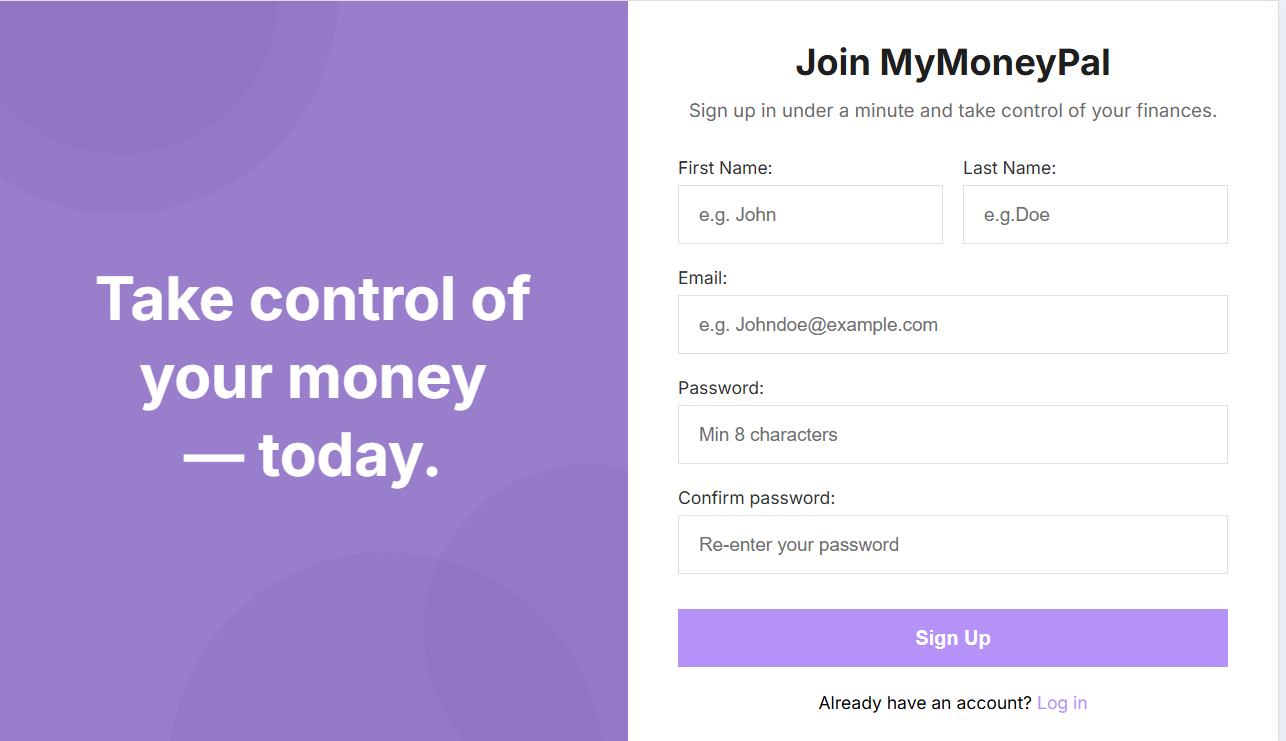 Take control of
your money
— today.
Join MyMoneyPal
Sign up in under a minute and take control of your finances.
First Name:
Last Name:
e.g. John
e.g.Doe
Email:
e.g. Johndoe@example.com
Password:
Min 8 characters
Confirm password:
Re-enter your password
Sign Up
Already have an account? Log in